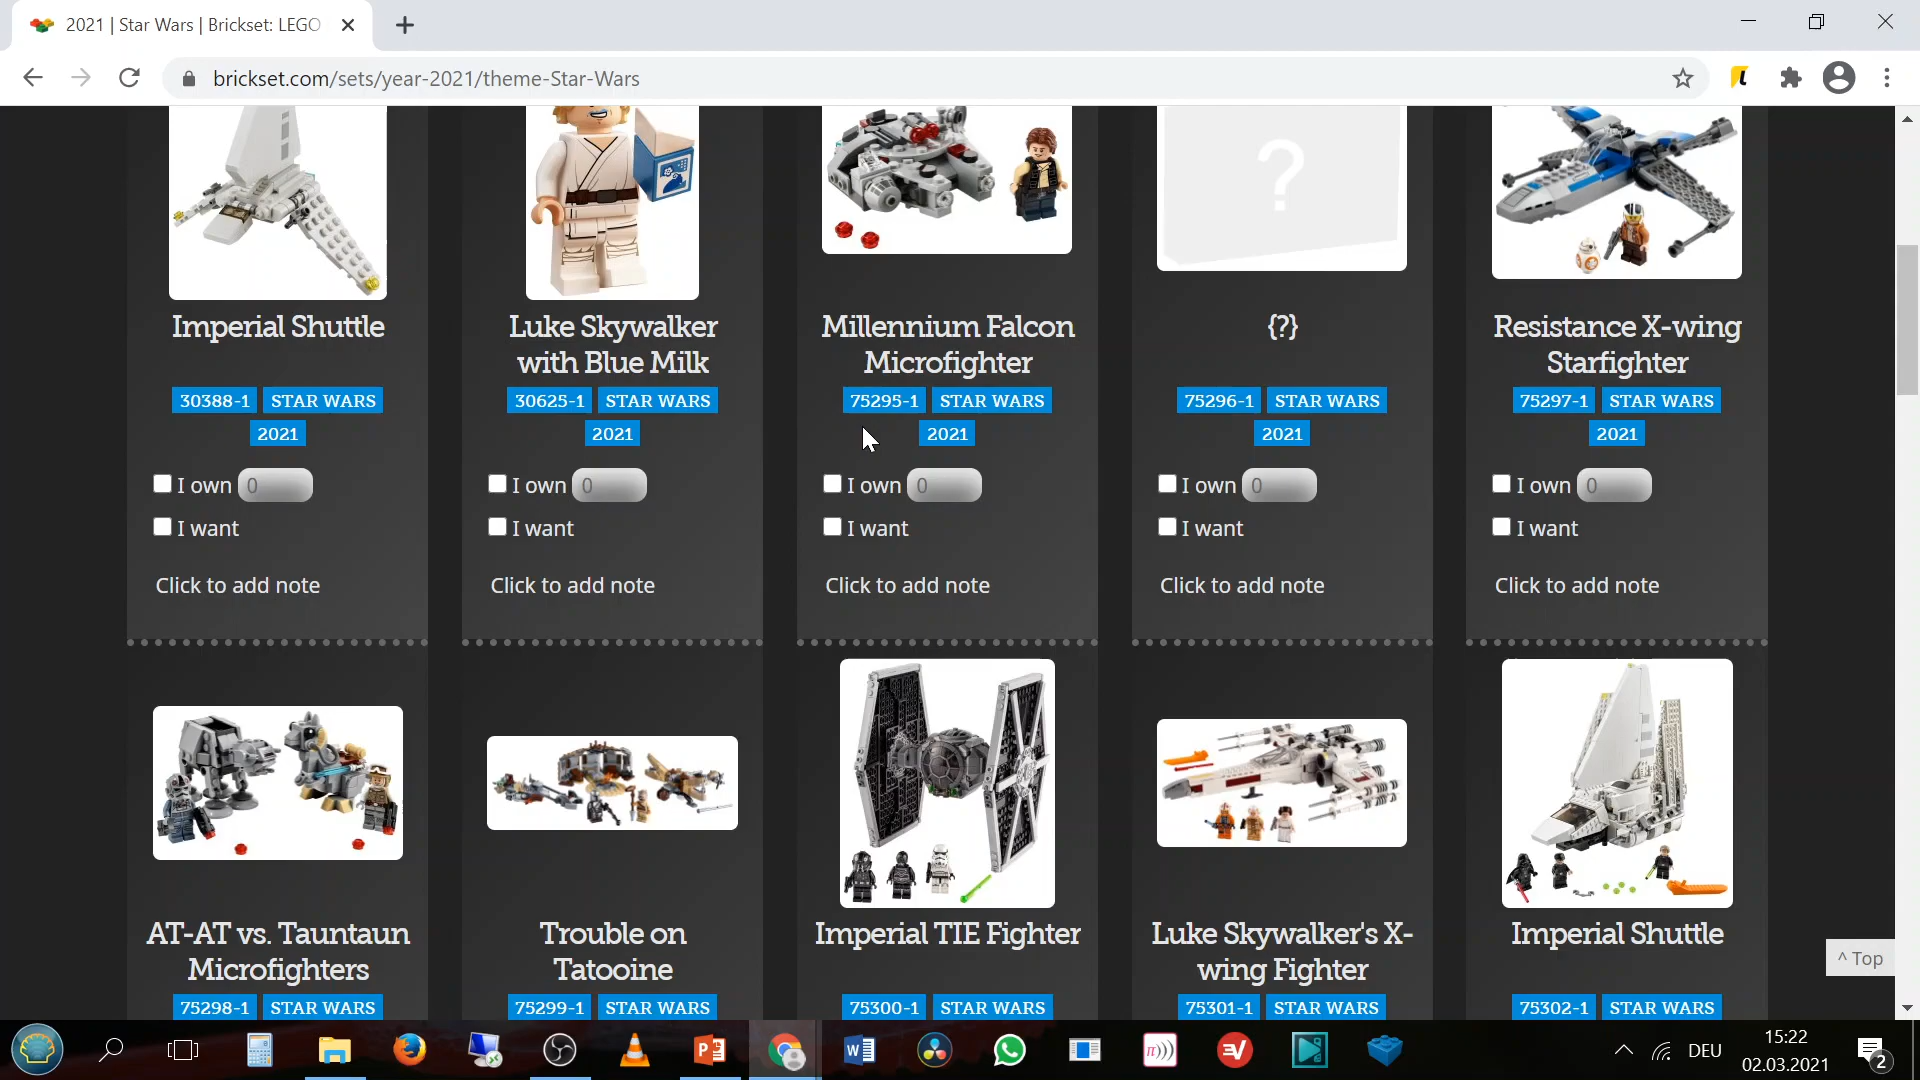 2021 | Star Wars | Brickset: LEGO
brickset.com/sets/year-2021/theme-Star-Wars
Imperial Shuttle
30388-1 STAR WARS
2021
I own 0
I want
Click to add note
Luke Skywalker
with Blue Milk
30625-1 STAR WARS
2021
I own 0
I want
Click to add note
Millennium Falcon
Microfighter
75295-1 STAR WARS
2021
I own 0
I want
Click to add note
?
{?}
75296-1 STAR WARS
2021
I own 0
I want
Click to add note
Resistance X-wing
Starfighter
75297-1 STAR WARS
2021
I own 0
I want
Click to add note
AT-AT vs. Tauntaun
Microfighters
75298-1 STAR WARS
Trouble on
Tatooine
75299-1 STAR WARS
Imperial TIE Fighter
75300-1 STAR WARS
Luke Skywalker's X-
wing Fighter
75301-1 STAR WARS
Imperial Shuttle
75302-1 STAR WARS
^ Top
DEU
15:22
02.03.2021
2